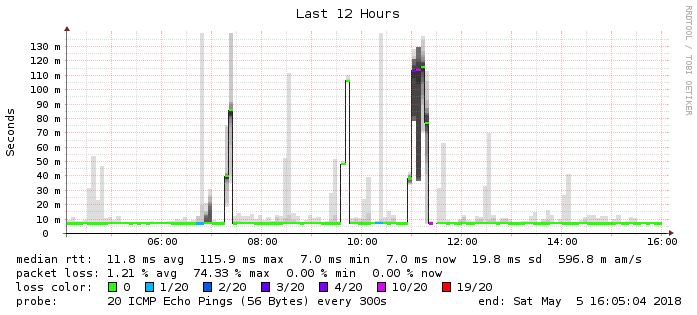 Last 12 Hours
RRDTOOL / TOBI OETIKER
Seconds
130 m
120 m
110 m
100 m
90 m
80 m
70 m
60 m
50 m
40 m
30 m
20 m
10 m
0
06:00 08:00 10:00 12:00 14:00 16:00
median rtt: 11.8 ms avg 115.9 ms max 7.0 ms min 7.0 ms now 19.8 ms sd 596.8 m am/s
packet loss: 1.21 % avg 74.33 % max 0.00 % min 0.00 % now
loss color: 0 1/20 2/20 3/20 4/20 10/20 19/20
probe: 20 ICMP Echo Pings (56 Bytes) every 300s end: Sat May 5 16:05:04 2018